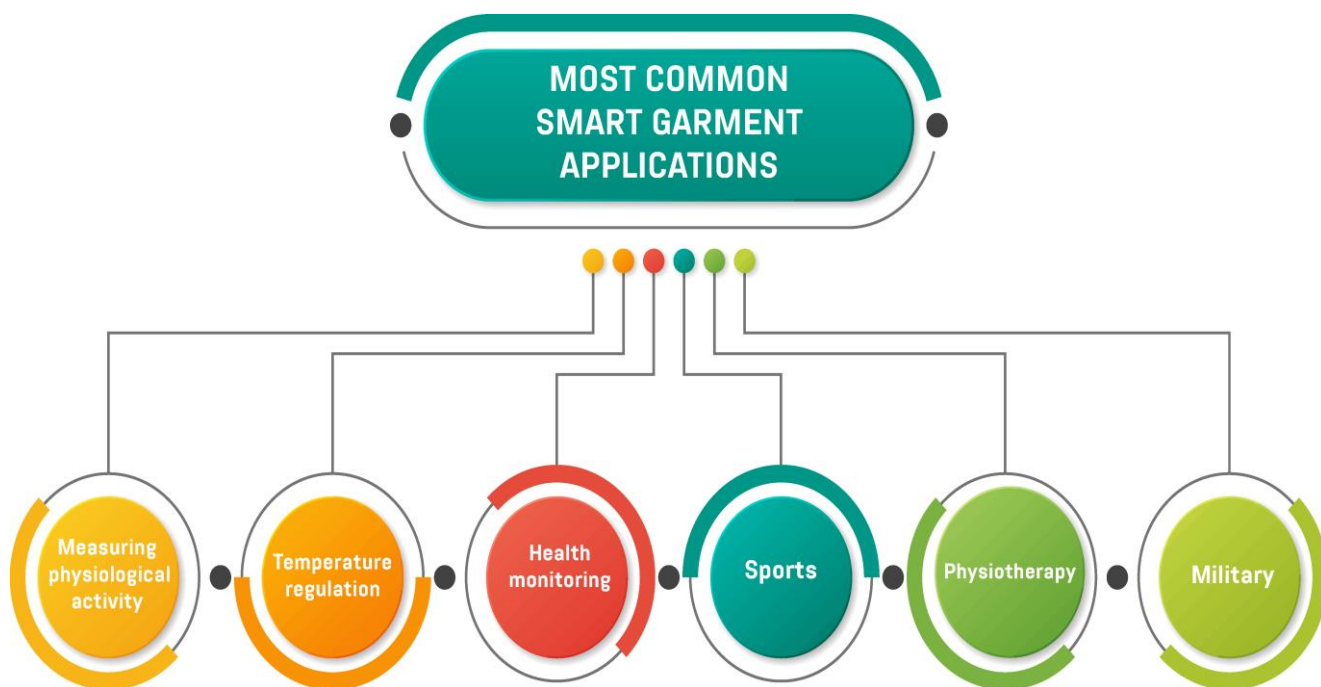 MOST COMMON
SMART GARMENT
APPLICATIONS
Measuring
physiological
activity
Temperature
regulation
Health
monitoring
Sports
Physiotherapy
Military